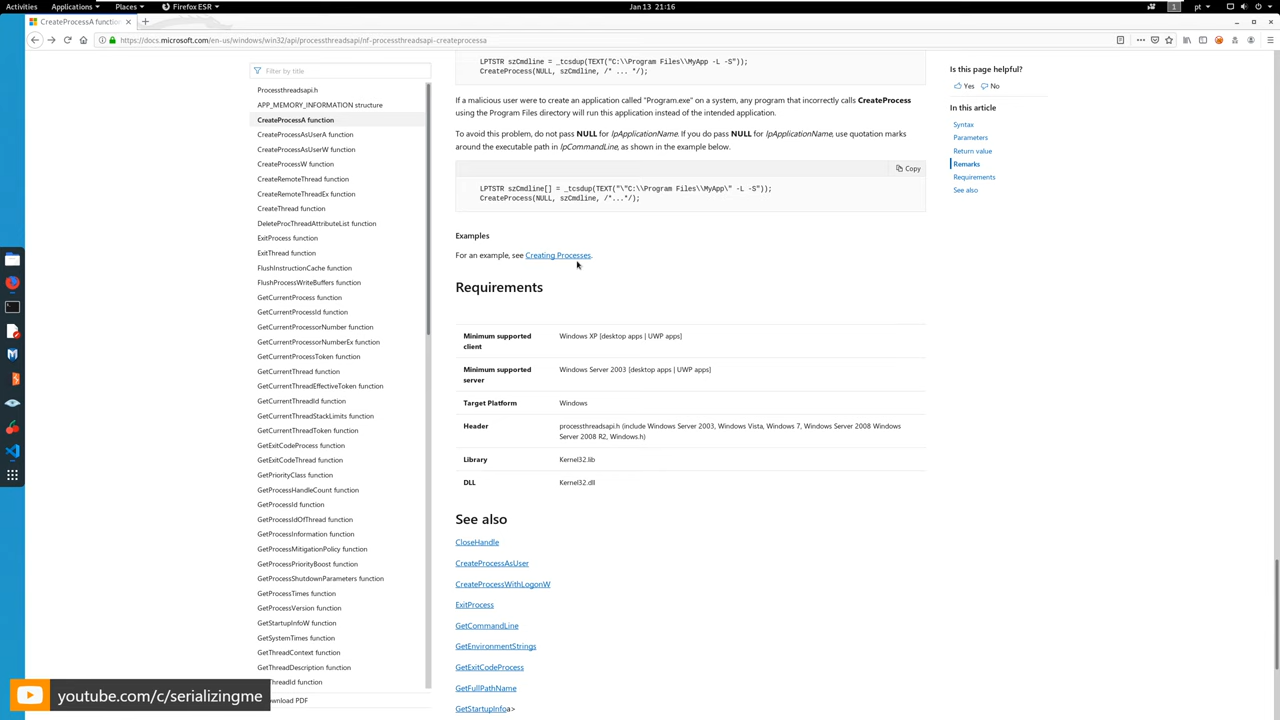 Activities Applications Places Firefox ESR Jan 13 21:16 1 pt
CreateProcessA function
https://docs.microsoft.com/en-us/windows/win32/api/processthreadsapi/nf-processthreadsapi-createprocessa
Filter by title
Processthreadsapi.h
APP_MEMORY_INFORMATION structure
CreateProcessA function
CreateProcessAsUserA function
CreateProcessAsUserW function
CreateProcessW function
CreateRemoteThread function
CreateRemoteThreadEx function
CreateThread function
DeleteProcThreadAttributeList function
ExitProcess function
ExitThread function
FlushInstructionCache function
FlushProcessWriteBuffers function
GetCurrentProcess function
GetCurrentProcessId function
GetCurrentProcessorNumber function
GetCurrentProcessorNumberEx function
GetCurrentProcessToken function
GetCurrentThread function
GetCurrentThreadEffectiveToken function
GetCurrentThreadId function
GetCurrentThreadStackLimits function
GetCurrentThreadToken function
GetExitCodeProcess function
GetExitCodeThread function
GetPriorityClass function
GetProcessHandleCount function
GetProcessId function
GetProcessIdOfThread function
GetProcessInformation function
GetProcessMitigationPolicy function
GetProcessPriorityBoost function
GetProcessShutdownParameters function
GetProcessTimes function
GetProcessVersion function
GetStartupInfoW function
GetSystemTimes function
GetThreadContext function
GetThreadDescription function
ThreadId function
wnload PDF
LPTSTR szCmdline = _tcsdup(TEXT("C:\\Program Files\\MyApp -L -S"));
CreateProcess(NULL, szCmdline, /* ... */);
If a malicious user were to create an application called "Program.exe" on a system, any program that incorrectly calls CreateProcess
using the Program Files directory will run this application instead of the intended application.
To avoid this problem, do not pass NULL for lpApplicationName. If you do pass NULL for lpApplicationName, use quotation marks
around the executable path in lpCommandLine, as shown in the example below.
Copy
LPTSTR szCmdline[] = _tcsdup(TEXT("\"C:\\Program Files\\MyApp\" -L -S"));
CreateProcess(NULL, szCmdline, /*...*/);
Examples
For an example, see Creating Processes.
Requirements
Minimum supported client Windows XP [desktop apps | UWP apps]
Minimum supported server Windows Server 2003 [desktop apps | UWP apps]
Target Platform Windows
Header processthreadsapi.h (include Windows Server 2003, Windows Vista, Windows 7, Windows Server 2008 Windows
Server 2008 R2, Windows.h)
Library Kernel32.lib
DLL Kernel32.dll
See also
CloseHandle
CreateProcessAsUser
CreateProcessWithLogonW
ExitProcess
GetCommandLine
GetEnvironmentStrings
GetExitCodeProcess
GetFullPathName
GetStartupInfoa>
Is this page helpful?
Yes No
In this article
Syntax
Parameters
Return value
Remarks
Requirements
See also
youtube.com/c/serializingme